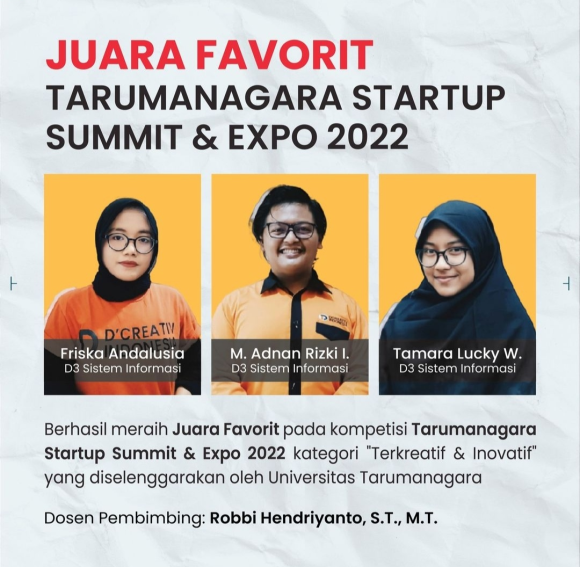 JUARA FAVORIT
TARUMANAGARA STARTUP
SUMMIT & EXPO 2022
D'CREATIV
INDONESIA
Friska Andalusia
D3 Sistem Informasi
M. Adnan Rizki I.
D3 Sistem Informasi
Tamara Lucky W.
D3 Sistem Informasi
Berhasil meraih Juara Favorit pada kompetisi Tarumanagara
Startup Summit & Expo 2022 kategori "Terkreatif & Inovatif"
yang diselenggarakan oleh Universitas Tarumanagara
Dosen Pembimbing: Robbi Hendriyanto, S.T., M.T.